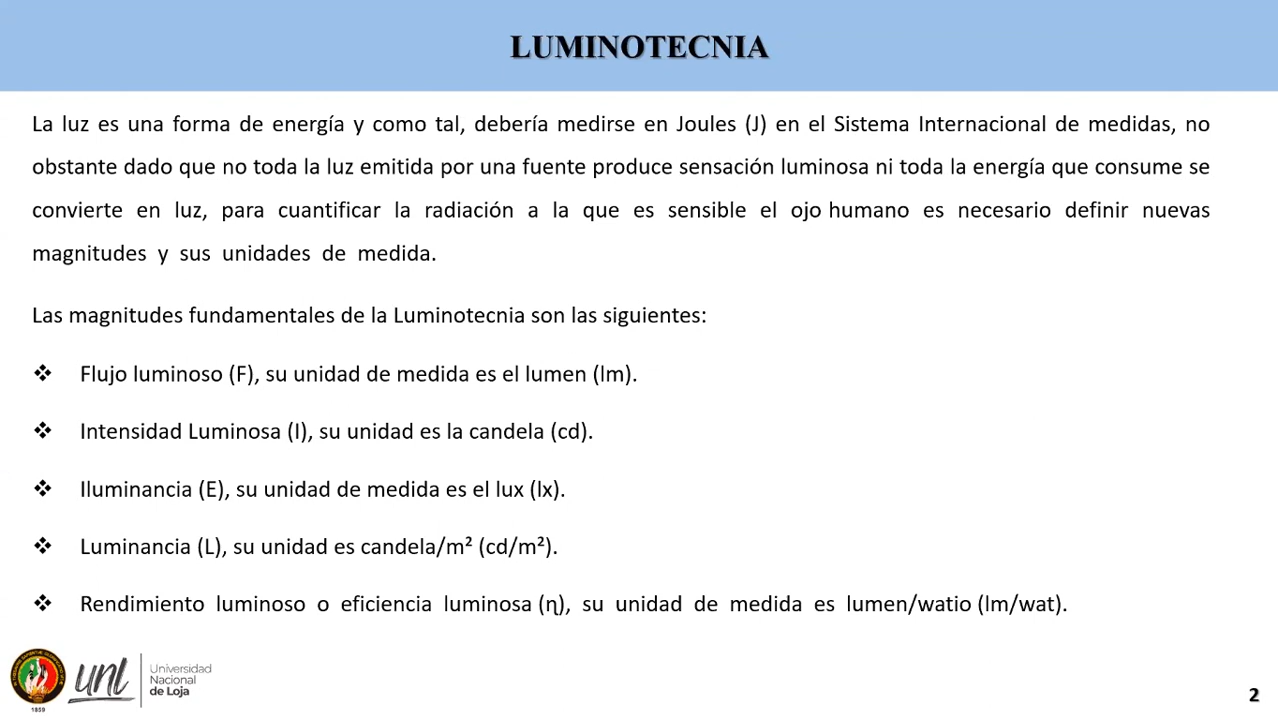 LUMINOTECNIA
La luz es una forma de energía y como tal, debería medirse en Joules (J) en el Sistema Internacional de medidas, no
obstante dado que no toda la luz emitida por una fuente produce sensación luminosa ni toda la energía que consume se
convierte en luz, para cuantificar la radiación a la que es sensible el ojo humano es necesario definir nuevas
magnitudes y sus unidades de medida.
Las magnitudes fundamentales de la Luminotecnia son las siguientes:
❖ Flujo luminoso (F), su unidad de medida es el lumen (lm).
❖ Intensidad Luminosa (I), su unidad es la candela (cd).
❖ Iluminancia (E), su unidad de medida es el lux (lx).
❖ Luminancia (L), su unidad es candela/m² (cd/m²).
❖ Rendimiento luminoso o eficiencia luminosa (η), su unidad de medida es lumen/watio (lm/wat).
1859
unl
Universidad
Nacional
de Loja
2